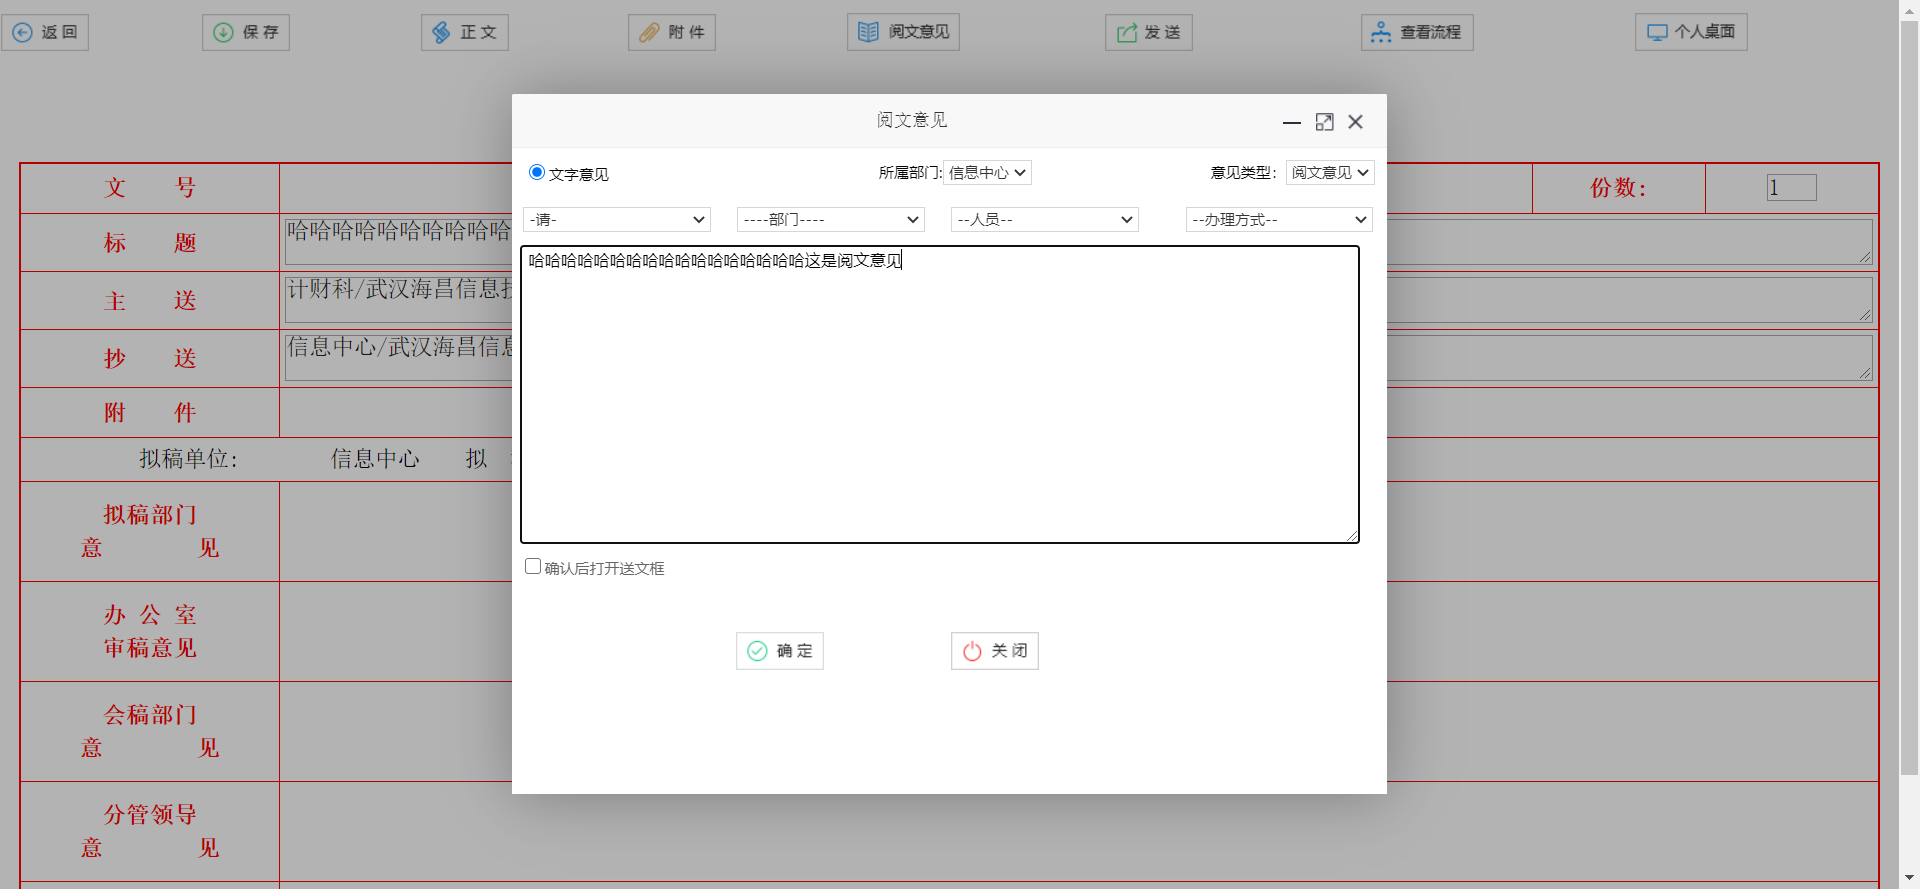 返 回
保 存
正 文
附 件
阅文意见
发 送
查看流程
个人桌面
阅文意见
文字意见
所属部门:
信息中心
意见类型:
阅文意见
-请-
----部门----
--人员--
--办理方式--
哈哈哈哈哈哈哈哈哈哈哈哈哈哈哈哈哈这是阅文意见
确认后打开送文框
确 定
关 闭
文 号
份数:
1
标 题
哈哈哈哈哈哈哈哈哈哈
主 送
计财科/武汉海昌信息技
抄 送
信息中心/武汉海昌信息
附 件
拟稿单位:
信息中心
拟
拟稿部门
意 见
办 公 室
审稿意见
会稿部门
意 见
分管领导
意 见